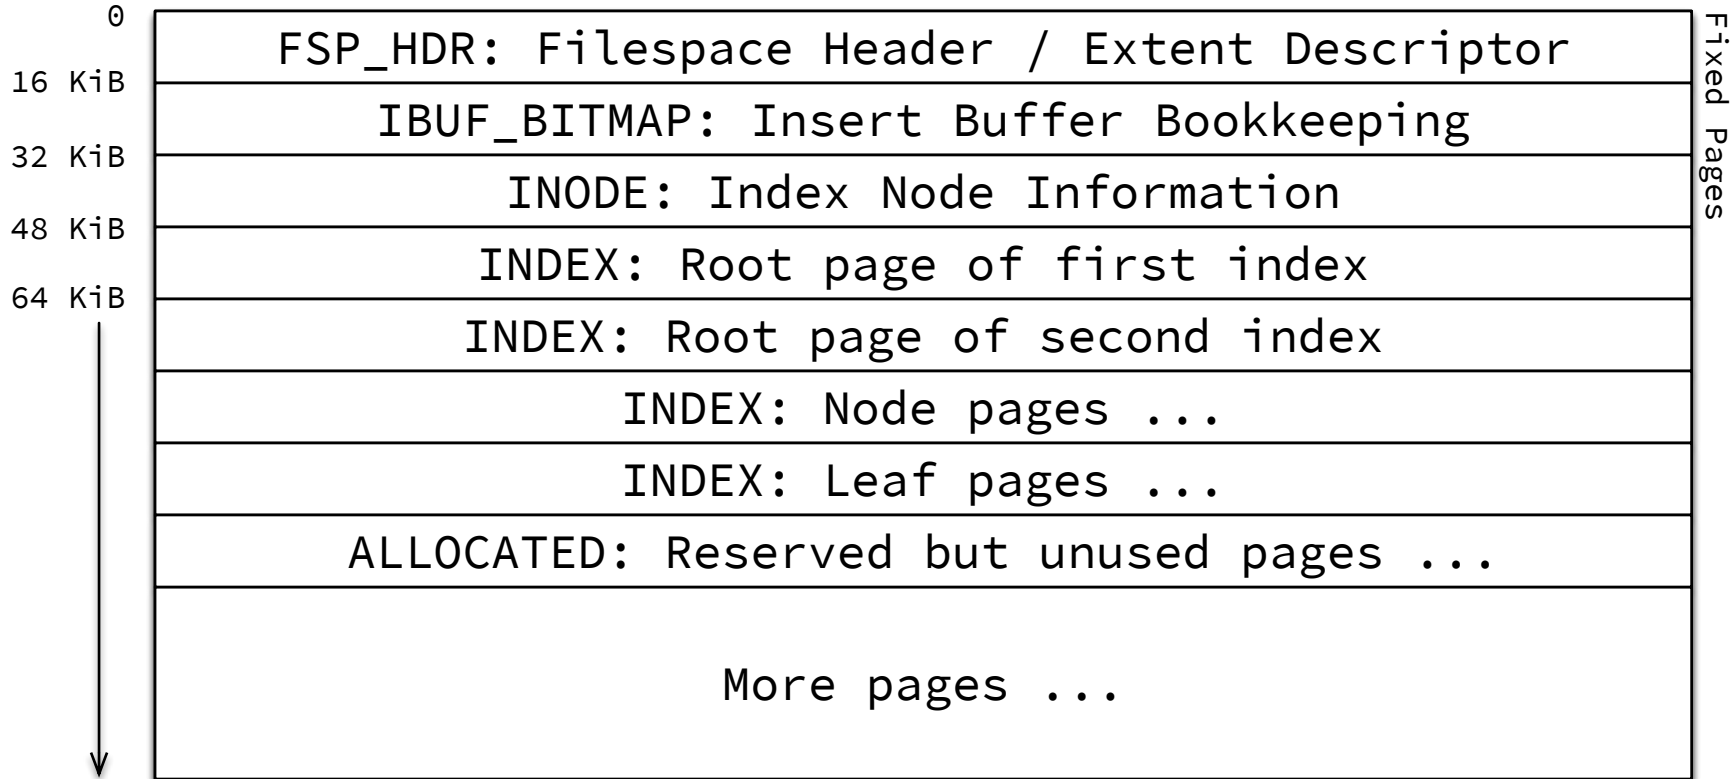 0
FSP_HDR: Filespace Header / Extent Descriptor
16 KiB
IBUF_BITMAP: Insert Buffer Bookkeeping
32 KiB
INODE: Index Node Information
48 KiB
INDEX: Root page of first index
64 KiB
INDEX: Root page of second index
INDEX: Node pages ...
INDEX: Leaf pages ...
ALLOCATED: Reserved but unused pages ...
More pages ...
Fixed Pages